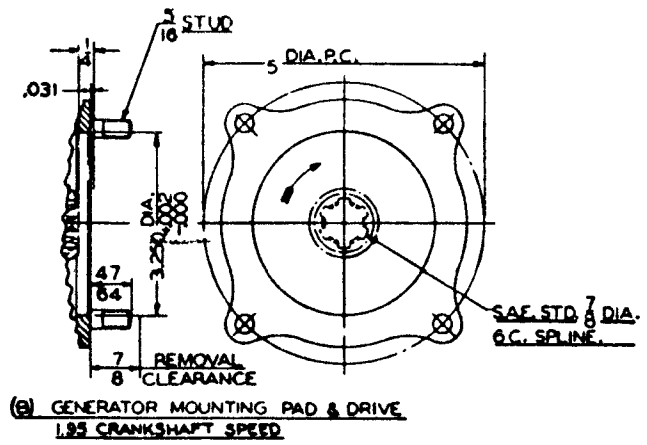 5/16 STUD
1/4
.031
5 DIA. P.C.
3.250 DIA. +.002 -.000
47/64
7/8 REMOVAL
CLEARANCE
S.A.E. STD. 7/8 DIA.
6 C. SPLINE.
(B) GENERATOR MOUNTING PAD & DRIVE
1.95 CRANKSHAFT SPEED